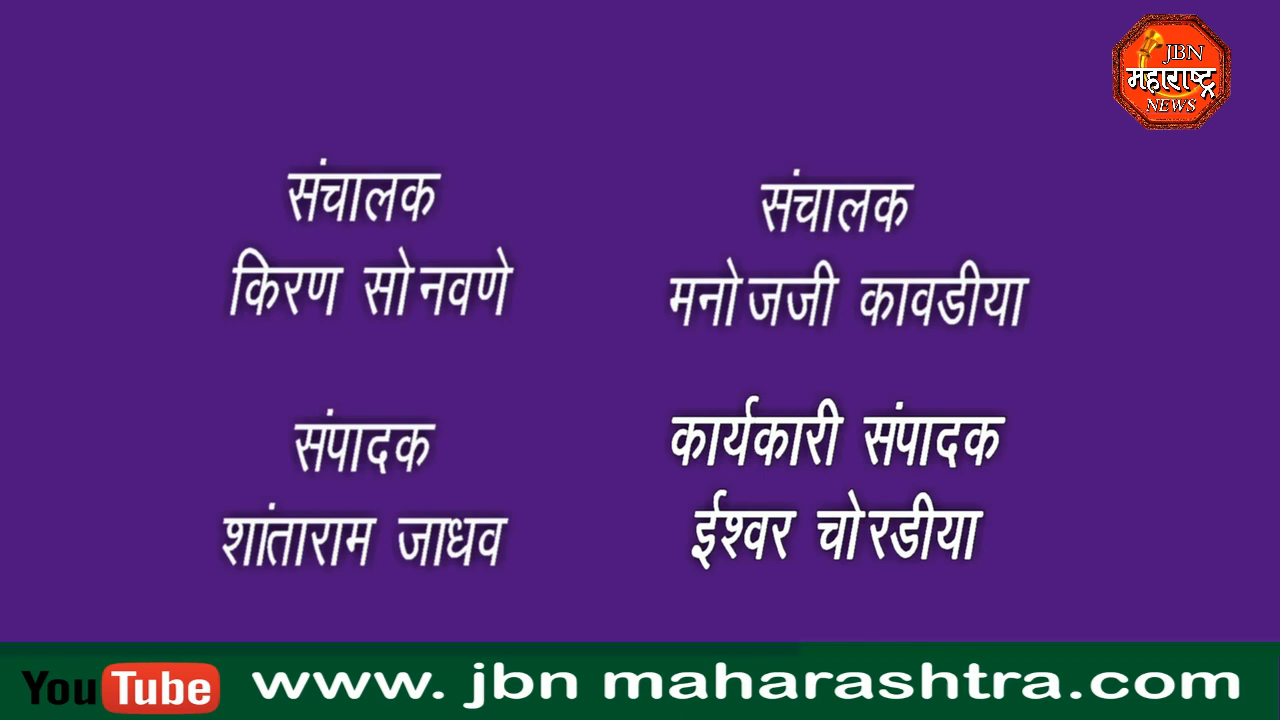 JBN
महाराष्ट्र
NEWS
संचालक
किरण सोनवणे
संचालक
मनोजजी कावडीया
संपादक
शांताराम जाधव
कार्यकारी संपादक
ईश्वर चोरडीया
YouTube www. jbn maharashtra.com